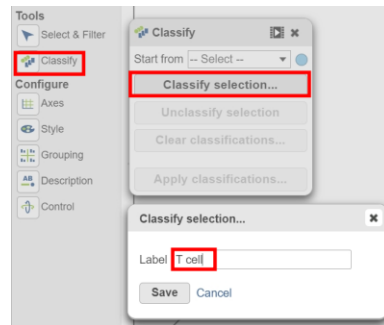 Tools
Select & Filter
Classify
Configure
Axes
Style
Grouping
AB
Description
Control
Classify
Start from -- Select --
Classify selection...
Unclassify selection
Clear classifications...
Apply classifications...
Classify selection...
Label T cell
Save Cancel